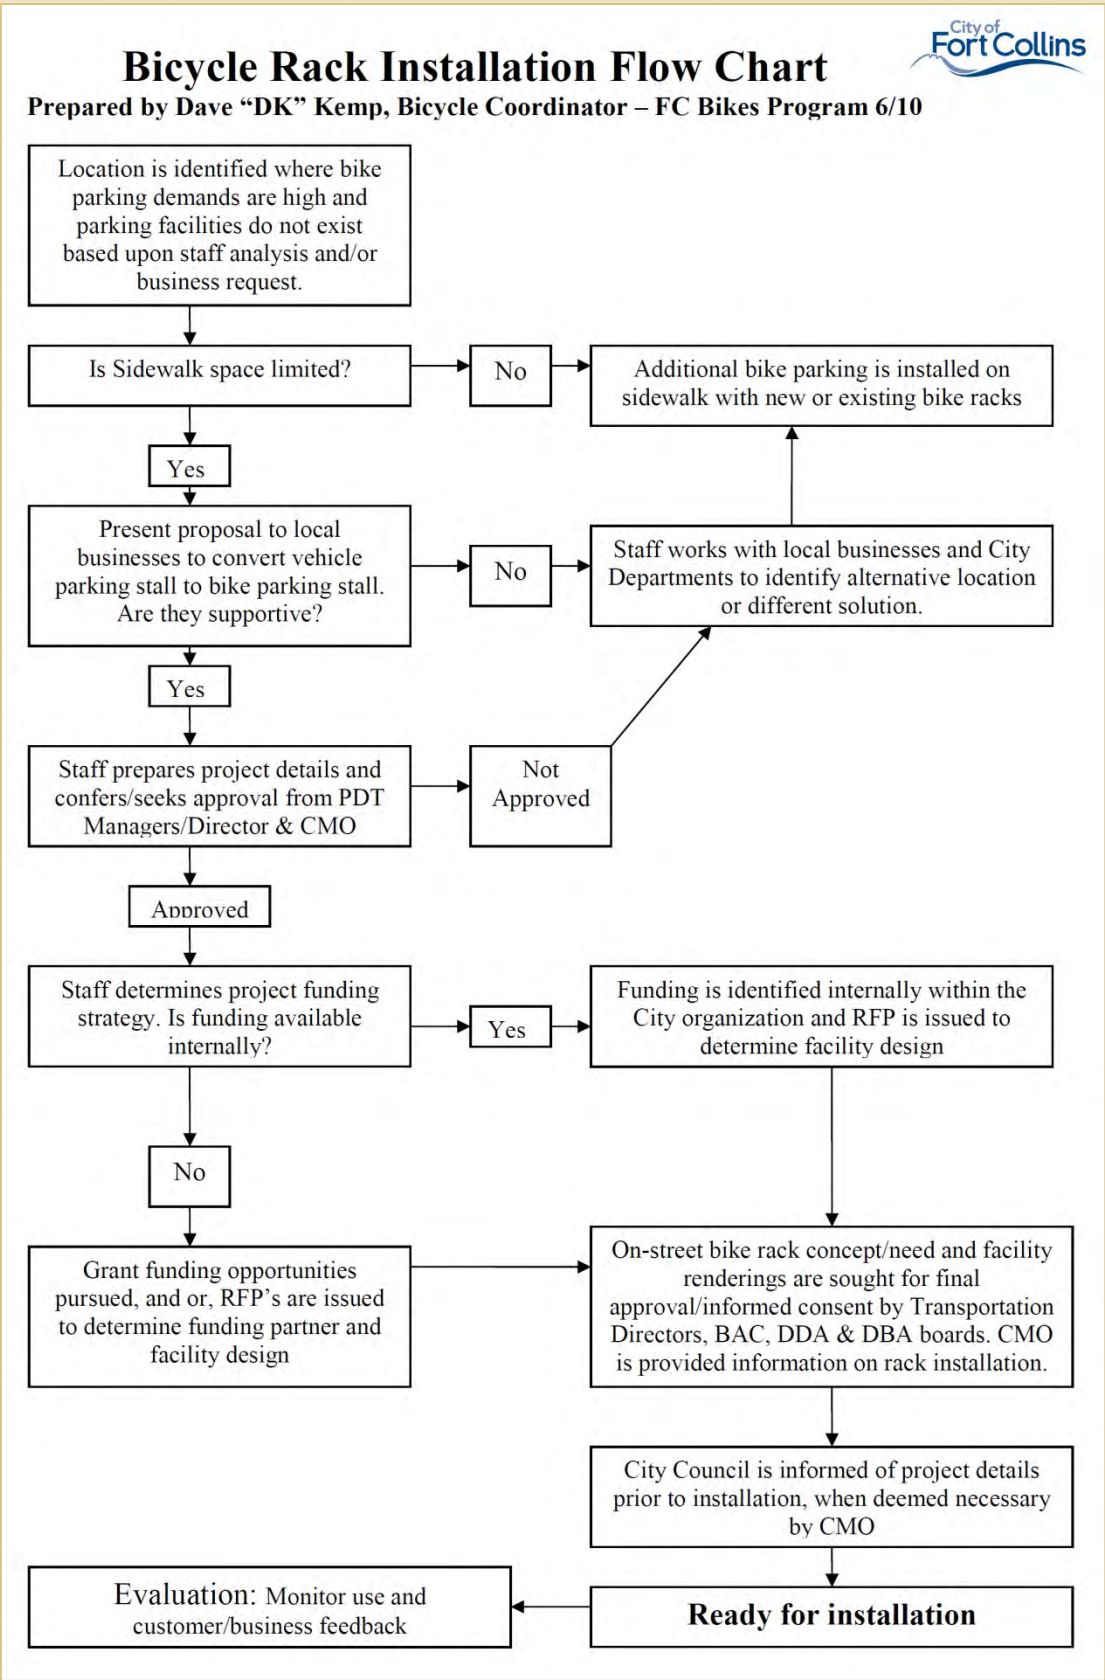 City of
Fort Collins
Bicycle Rack Installation Flow Chart
Prepared by Dave “DK” Kemp, Bicycle Coordinator – FC Bikes Program 6/10
Location is identified where bike
parking demands are high and
parking facilities do not exist
based upon staff analysis and/or
business request.
Is Sidewalk space limited?
No
Additional bike parking is installed on
sidewalk with new or existing bike racks
Yes
Present proposal to local
businesses to convert vehicle
parking stall to bike parking stall.
Are they supportive?
No
Staff works with local businesses and City
Departments to identify alternative location
or different solution.
Yes
Staff prepares project details and
confers/seeks approval from PDT
Managers/Director & CMO
Not
Approved
Approved
Staff determines project funding
strategy. Is funding available
internally?
Yes
Funding is identified internally within the
City organization and RFP is issued to
determine facility design
No
Grant funding opportunities
pursued, and or, RFP’s are issued
to determine funding partner and
facility design
On-street bike rack concept/need and facility
renderings are sought for final
approval/informed consent by Transportation
Directors, BAC, DDA & DBA boards. CMO
is provided information on rack installation.
City Council is informed of project details
prior to installation, when deemed necessary
by CMO
Evaluation: Monitor use and
customer/business feedback
Ready for installation